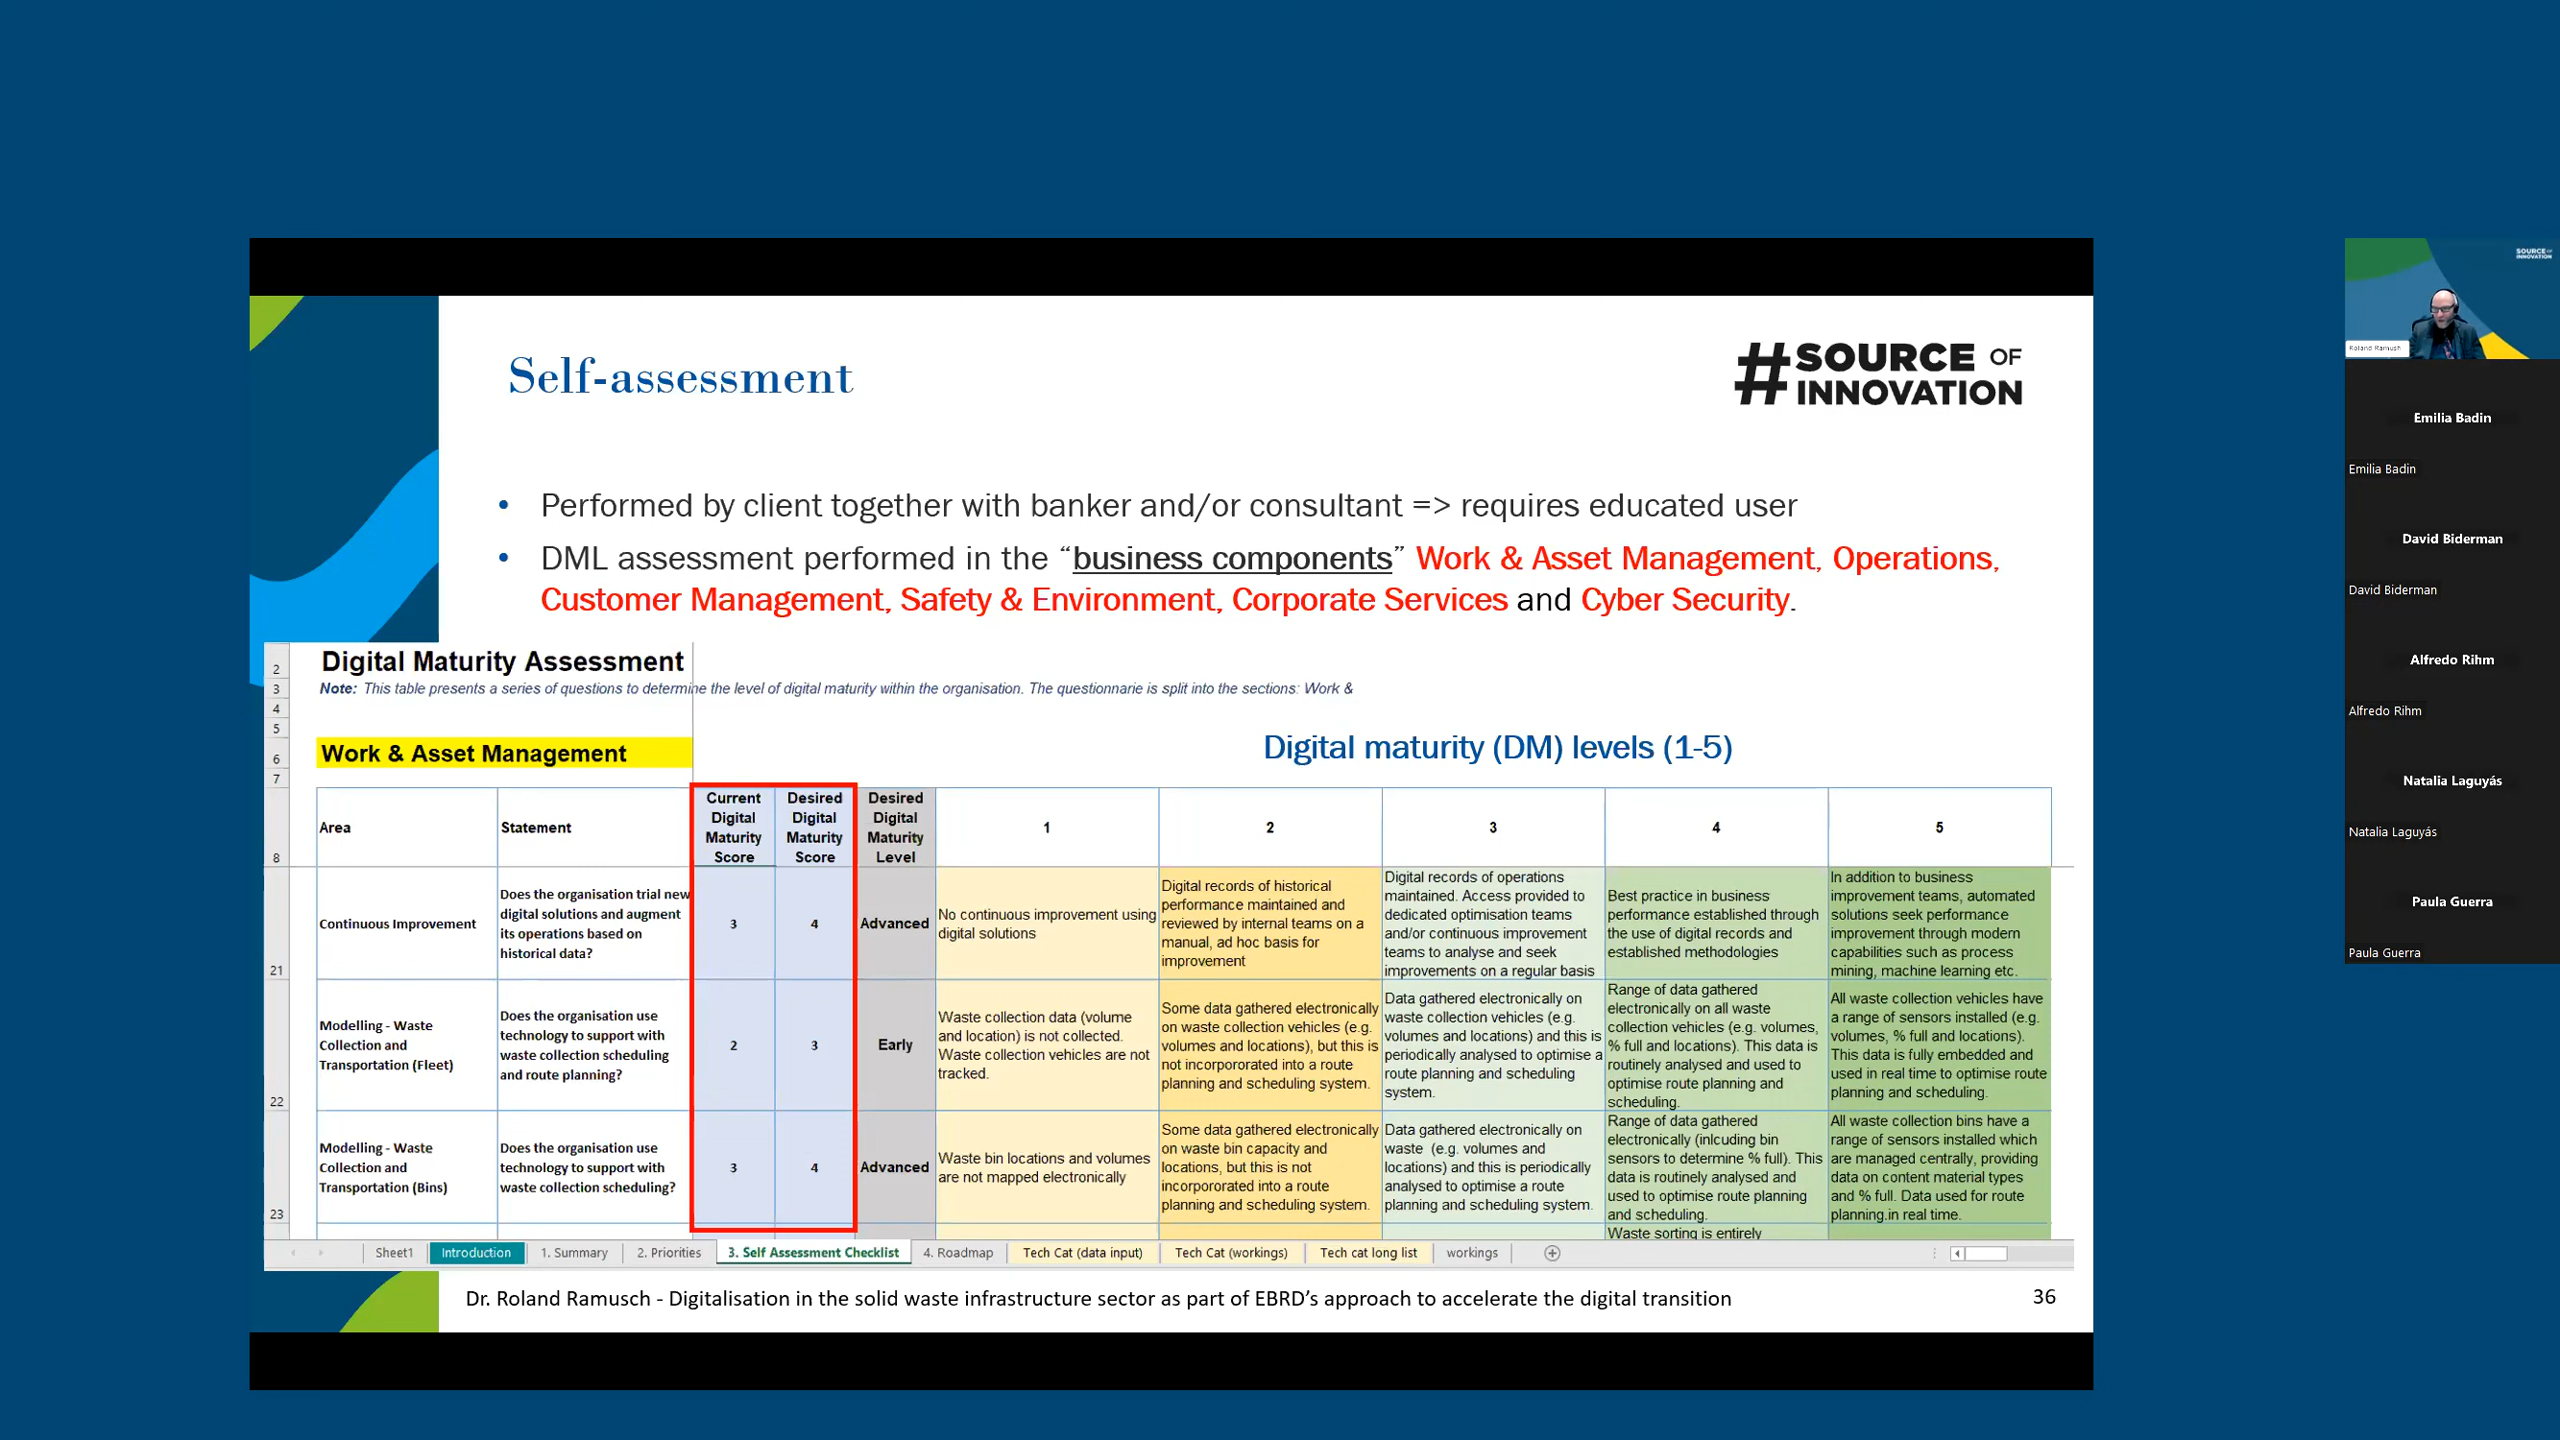 Self-assessment
#SOURCE OF
INNOVATION
• Performed by client together with banker and/or consultant => requires educated user
• DML assessment performed in the “business components” Work & Asset Management, Operations,
Customer Management, Safety & Environment, Corporate Services and Cyber Security.
2
3
4
5
6
7
8
21
22
23
Digital Maturity Assessment
Note: This table presents a series of questions to determine the level of digital maturity within the organisation. The questionnarie is split into the sections: Work &
Work & Asset Management
Digital maturity (DM) levels (1-5)
Area
Statement
Current
Digital
Maturity
Score
Desired
Digital
Maturity
Score
Desired
Digital
Maturity
Level
1
2
3
4
5
Continuous Improvement
Does the organisation trial new
digital solutions and augment
its operations based on
historical data?
3
4
Advanced
No continuous improvement using
digital solutions
Digital records of historical
performance maintained and
reviewed by internal teams on a
manual, ad hoc basis for
improvement
Digital records of operations
maintained. Access provided to
dedicated optimisation teams
and/or continuous improvement
teams to analyse and seek
improvements on a regular basis
Best practice in business
performance established through
the use of digital records and
established methodologies
In addition to business
improvement teams, automated
solutions seek performance
improvement through modern
capabilities such as process
mining, machine learning etc.
Modelling - Waste
Collection and
Transportation (Fleet)
Does the organisation use
technology to support with
waste collection scheduling
and route planning?
2
3
Early
Waste collection data (volume
and location) is not collected.
Waste collection vehicles are not
tracked.
Some data gathered electronically
on waste collection vehicles (e.g.
volumes and locations), but this is
not incorpororated into a route
planning and scheduling system.
Data gathered electronically on
waste collection vehicles (e.g.
volumes and locations) and this is
periodically analysed to optimise a
route planning and scheduling
system.
Range of data gathered
electronically on all waste
collection vehicles (e.g. volumes,
% full and locations). This data is
routinely analysed and used to
optimise route planning and
scheduling.
All waste collection vehicles have
a range of sensors installed (e.g.
volumes, % full and locations).
This data is fully embedded and
used in real time to optimise route
planning and scheduling.
Modelling - Waste
Collection and
Transportation (Bins)
Does the organisation use
technology to support with
waste collection scheduling?
3
4
Advanced
Waste bin locations and volumes
are not mapped electronically
Some data gathered electronically
on waste bin capacity and
locations, but this is not
incorpororated into a route
planning and scheduling system.
Data gathered electronically on
waste (e.g. volumes and
locations) and this is periodically
analysed to optimise a route
planning and scheduling system.
Range of data gathered
electronically (inlcuding bin
sensors to determine % full). This
data is routinely analysed and
used to optimise route planning
and scheduling.
All waste collection bins have a
range of sensors installed which
are managed centrally, providing
data on content material types
and % full. Data used for route
planning.in real time.
Waste sorting is entirely
Sheet1 Introduction 1. Summary 2. Priorities 3. Self Assessment Checklist 4. Roadmap Tech Cat (data input) Tech Cat (workings) Tech cat long list workings
Dr. Roland Ramusch - Digitalisation in the solid waste infrastructure sector as part of EBRD’s approach to accelerate the digital transition
36
SOURCE OF
INNOVATION
Roland Ramush
Emilia Badin
Emilia Badin
David Biderman
David Biderman
Alfredo Rihm
Alfredo Rihm
Natalia Laguyás
Natalia Laguyás
Paula Guerra
Paula Guerra